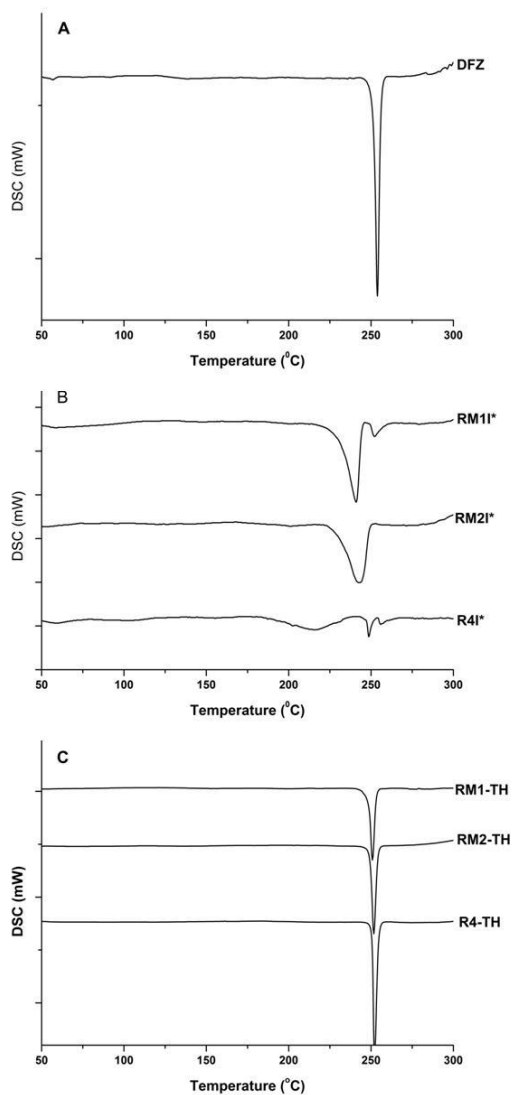 A
DFZ
DSC (mW)
50 100 150 200 250 300
Temperature (⁰C)
B
RM1I*
RM2I*
R4I*
DSC (mW)
50 100 150 200 250 300
Temperature (⁰C)
C
RM1-TH
RM2-TH
R4-TH
DSC (mW)
50 100 150 200 250 300
Temperature (⁰C)